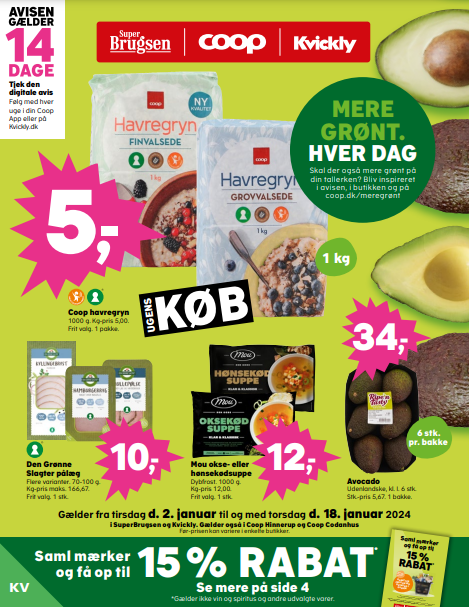 AVISEN
GÆLDER
14
DAGE
Tjek den
digitale avis
Følg med hver
uge i din Coop
App eller på
Kvickly.dk
Super
Brugsen
coop
Kvickly
MERE
GRØNT.
HVER DAG
Skal der også mere grønt på
din tallerken? Bliv inspireret
i avisen, i butikken og på
coop.dk/meregrønt
coop
NY
KVALITET
Havregryn
FINVALSEDE
1 kg
coop
Havregryn
GROVVALSEDE
1 kg
5,-
1 kg
Coop havregryn
1000 g. Kg-pris 5,00.
Frit valg. 1 pakke.
UGENS
KØB
34,-
KYLLINGEBRYST
HAMBURGERRYG
RULLEPØLSE
10,-
Den Grønne
Slagter pålæg
Flere varianter. 70-100 g.
Kg-pris maks. 166,67.
Frit valg. 1 stk.
Mou
HØNSEKØD
SUPPE
KLAR & KLASSISK
Mou
OKSEKØD
SUPPE
KLAR & KLASSISK
12,-
Mou okse- eller
hønsekødsuppe
Dybfrost. 1000 g.
Kg-pris 12,00.
Frit valg. 1 stk.
Ripe'n
Tasty
6 stk.
pr. bakke
Avocado
Udenlandske, kl. I. 6 stk.
Stk-pris 5,67. 1 bakke.
Gælder fra tirsdag d. 2. januar til og med torsdag d. 18. januar 2024
i SuperBrugsen og Kvickly. Gælder også i Coop Hinnerup og Coop Codanhus
Før-prisen kan variere i enkelte butikker.
KV
Saml mærker
og få op til
15% RABAT*
Se mere på side 4
*Gælder ikke vin og spiritus og andre udvalgte varer.
Saml mærker
og få op til
15%
RABAT*